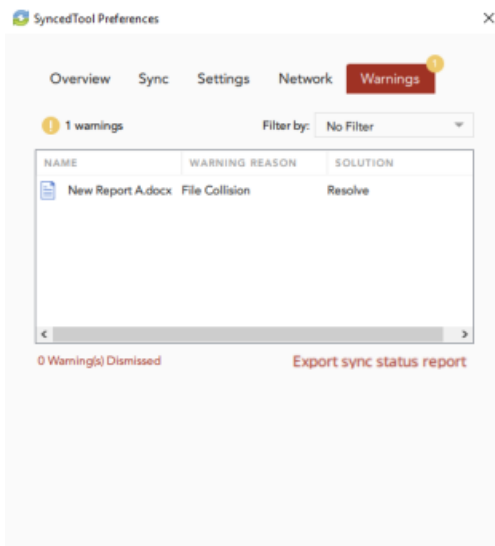 SyncedTool Preferences
Overview Sync Settings Network Warnings 1
! 1 warnings Filter by: No Filter
NAME WARNING REASON SOLUTION
New Report A.docx File Collision Resolve
0 Warning(s) Dismissed Export sync status report